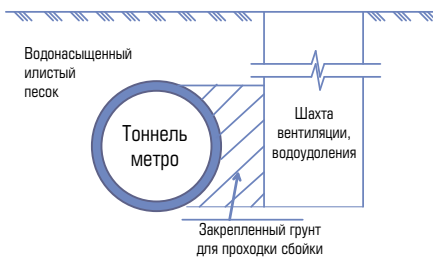 Водонасыщенный
илистый
песок
Тоннель
метро
Шахта
вентиляции,
водоудоления
Закрепленный грунт
для проходки сбойки